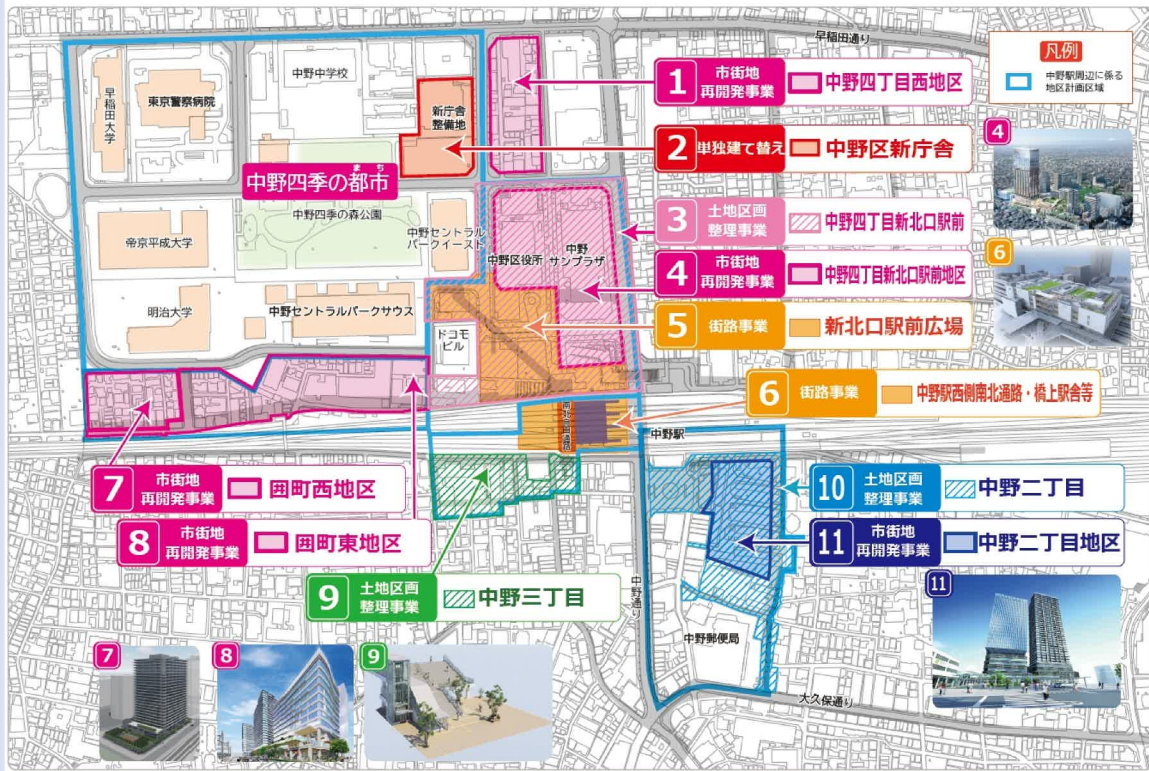 早稲田通り
凡例
中野駅周辺に係る
地区計画区域
中野中学校
早稲田大学
東京警察病院
新庁舎
整備地
1
市街地
再開発事業
中野四丁目西地区
2
単独建て替え
中野区新庁舎
4
中野四季の都市
まち
中野四季の森公園
帝京平成大学
中野セントラル
パークイースト
中野区役所
中野
サンプラザ
3
土地区画
整理事業
中野四丁目新北口駅前
6
4
市街地
再開発事業
中野四丁目新北口駅前地区
明治大学
中野セントラルパークサウス
ドコモ
ビル
5
街路事業
新北口駅前広場
6
街路事業
中野駅西側南北通路・橋上駅舎等
中野駅
7
市街地
再開発事業
囲町西地区
8
市街地
再開発事業
囲町東地区
9
土地区画
整理事業
中野三丁目
10
土地区画
整理事業
中野二丁目
11
市街地
再開発事業
中野二丁目地区
中野通り
中野郵便局
大久保通り
7
8
9
11